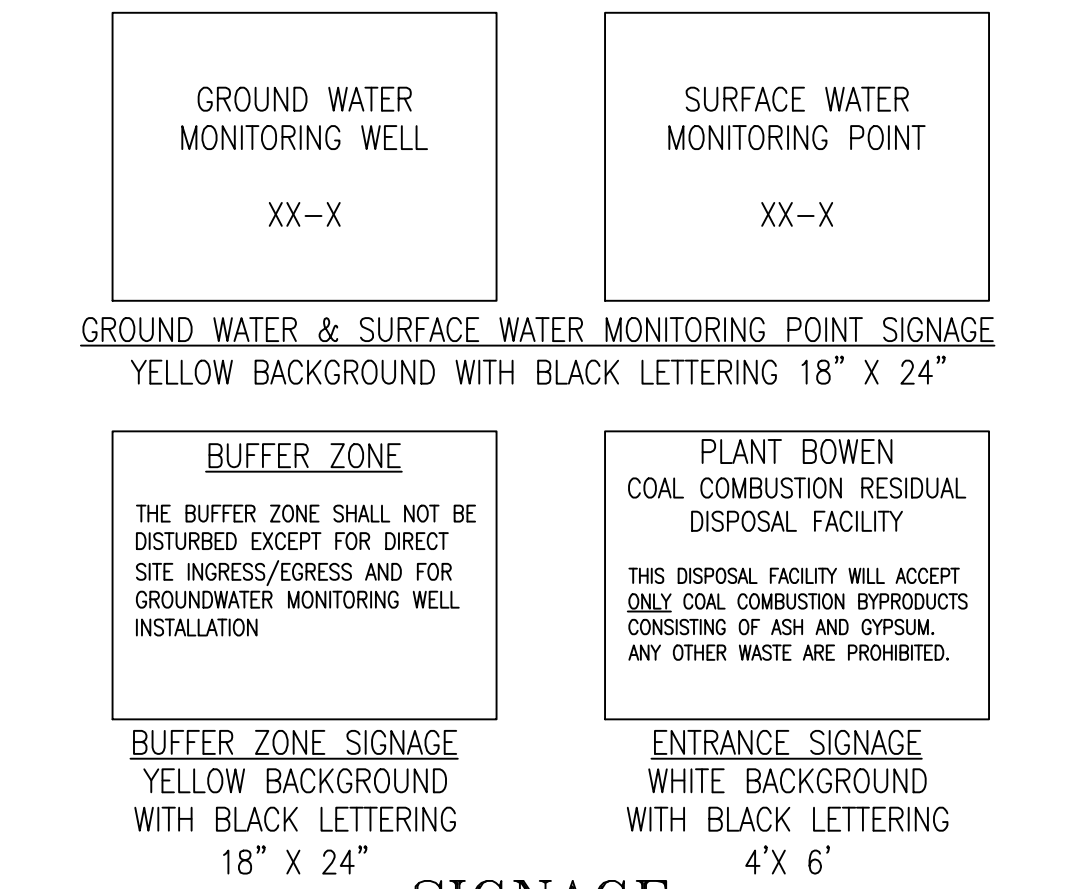 GROUND WATER
MONITORING WELL
XX-X
SURFACE WATER
MONITORING POINT
XX-X
GROUND WATER & SURFACE WATER MONITORING POINT SIGNAGE
YELLOW BACKGROUND WITH BLACK LETTERING 18" X 24"
BUFFER ZONE
THE BUFFER ZONE SHALL NOT BE
DISTURBED EXCEPT FOR DIRECT
SITE INGRESS/EGRESS AND FOR
GROUNDWATER MONITORING WELL
INSTALLATION
BUFFER ZONE SIGNAGE
YELLOW BACKGROUND
WITH BLACK LETTERING
18" X 24"
PLANT BOWEN
COAL COMBUSTION RESIDUAL
DISPOSAL FACILITY
THIS DISPOSAL FACILITY WILL ACCEPT
ONLY COAL COMBUSTION BYPRODUCTS
CONSISTING OF ASH AND GYPSUM.
ANY OTHER WASTE ARE PROHIBITED.
ENTRANCE SIGNAGE
WHITE BACKGROUND
WITH BLACK LETTERING
4'X 6'
SIGNAGE